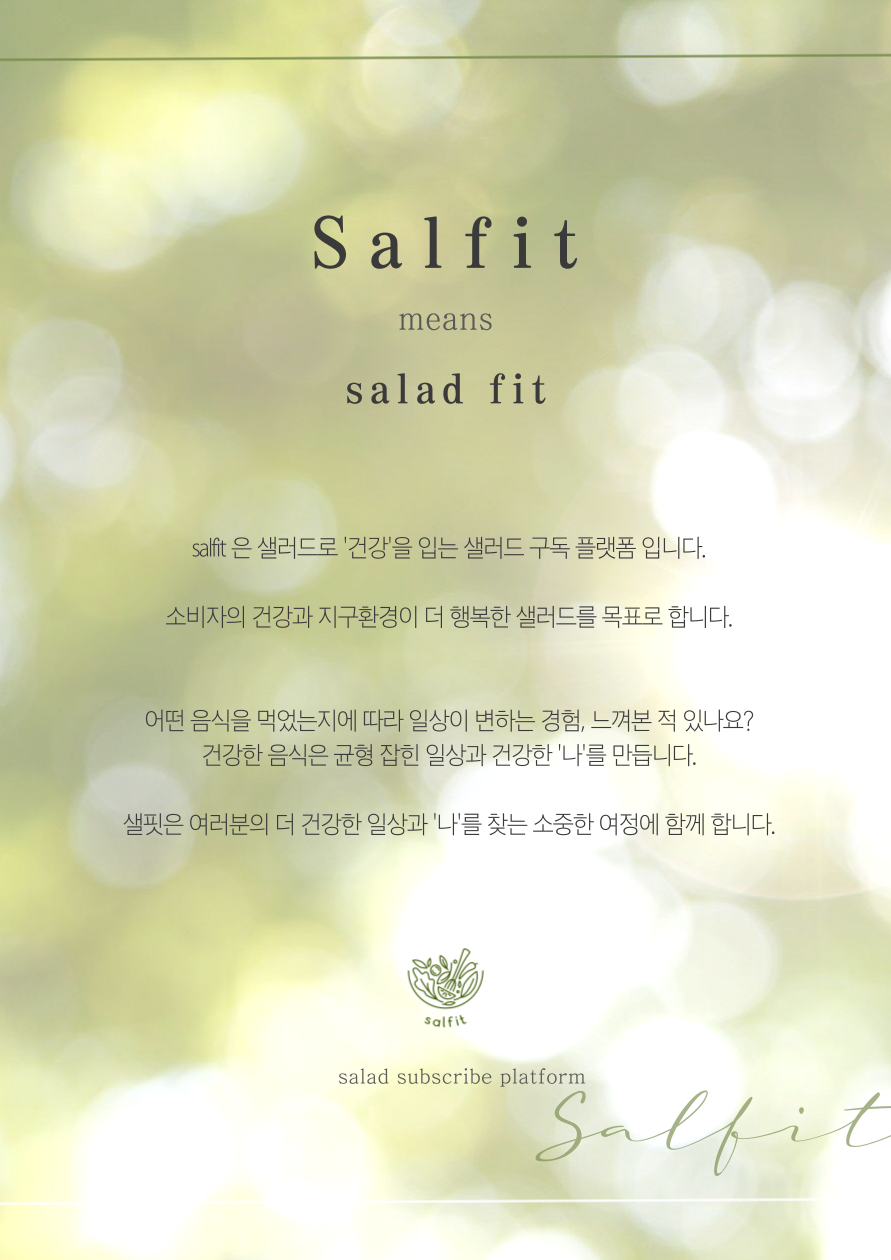 Salfit
means
salad fit
salfit 은 샐러드로 '건강'을 입는 샐러드 구독 플랫폼 입니다.
소비자의 건강과 지구환경이 더 행복한 샐러드를 목표로 합니다.
어떤 음식을 먹었는지에 따라 일상이 변하는 경험, 느껴본 적 있나요?
건강한 음식은 균형 잡힌 일상과 건강한 '나'를 만듭니다.
샐핏은 여러분의 더 건강한 일상과 '나'를 찾는 소중한 여정에 함께 합니다.
salfit
salad subscribe platform
Salfit